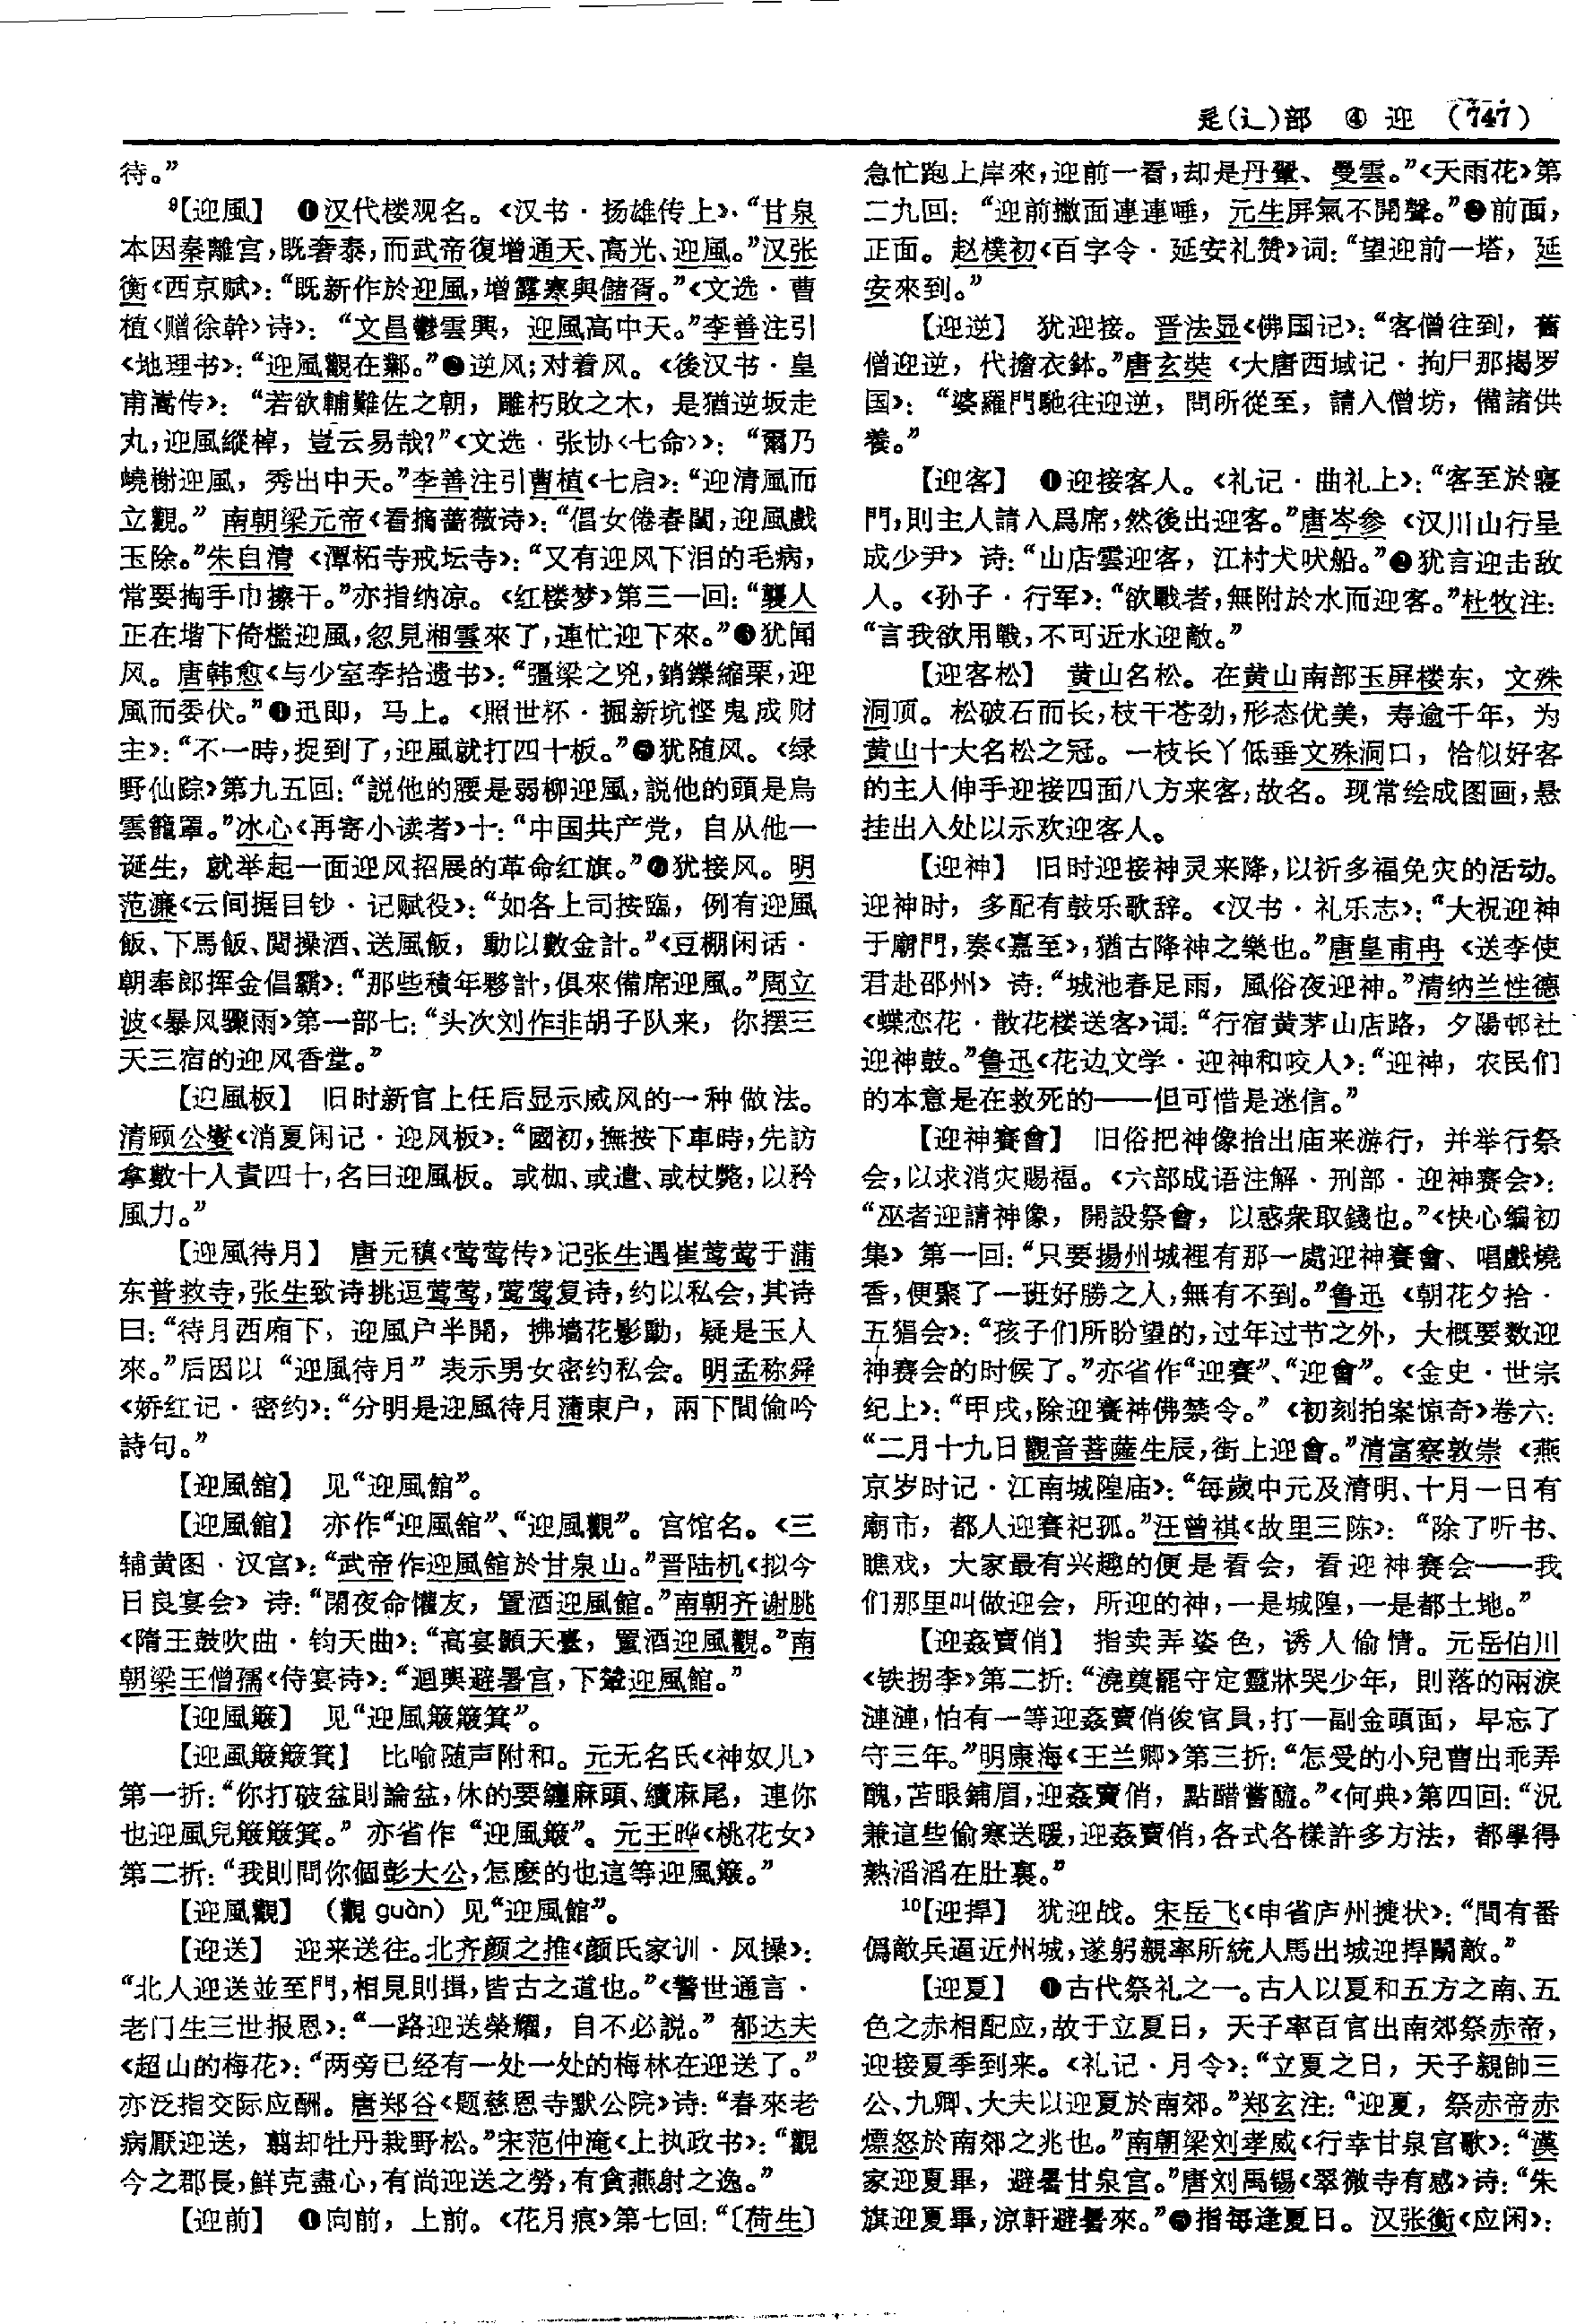 辵(辶)部　④　迎　(747)
待。”
⁹【迎風】　❶汉代楼观名。《汉书·扬雄传上》：“甘泉
本因秦離宫，既奢泰，而武帝復增通天、高光、迎風。”汉张
衡《西京赋》：“既新作於迎風，增露寒與儲胥。”《文选·曹
植〈赠徐幹〉诗》：“文昌鬱雲興，迎風高中天。”李善注引
《地理书》：“迎風觀在鄴。”❷逆风；对着风。《後汉书·皇
甫嵩传》：“若欲輔難佐之朝，雕朽敗之木，是猶逆坂走
丸，迎風縱棹，豈云易哉？”《文选·张协〈七命〉》：“爾乃
嶢榭迎風，秀出中天。”李善注引曹植《七启》：“迎清風而
立觀。”南朝梁元帝《看摘蔷薇诗》：“倡女倦春閨，迎風戲
玉除。”朱自清《潭柘寺戒坛寺》：“又有迎风下泪的毛病，
常要掏手巾擦干。”亦指纳凉。《红楼梦》第三一回：“襲人
正在堦下倚檻迎風，忽見湘雲來了，連忙迎下來。”❸犹闻
风。唐韩愈《与少室李拾遗书》：“彊梁之兇，銷鑠縮栗，迎
風而委伏。”❹迅即，马上。《照世杯·掘新坑悭鬼成财
主》：“不一時，捉到了，迎風就打四十板。”❺犹随风。《绿
野仙踪》第九五回：“説他的腰是弱柳迎風，説他的頭是烏
雲籠罩。”冰心《再寄小读者》十：“中国共产党，自从他一
诞生，就举起一面迎风招展的革命红旗。”❻犹接风。明
范濂《云间据目钞·记赋役》：“如各上司按臨，例有迎風
飯、下馬飯、閲操酒、送風飯，動以數金計。”《豆棚闲话·
朝奉郎挥金倡霸》：“那些積年夥計，俱來備席迎風。”周立
波《暴风骤雨》第一部七：“头次刘作非胡子队来，你摆三
天三宿的迎风香堂。”
【迎風板】　旧时新官上任后显示威风的一种做法。
清顾公燮《消夏闲记·迎风板》：“國初，撫按下車時，先訪
拿數十人責四十，名曰迎風板。或枷、或遣、或杖斃，以矜
風力。”
【迎風待月】　唐元稹《莺莺传》记张生遇崔莺莺于蒲
东普救寺，张生致诗挑逗莺莺，莺莺复诗，约以私会，其诗
曰：“待月西廂下，迎風户半開，拂墙花影動，疑是玉人
來。”后因以“迎風待月”表示男女密约私会。明孟称舜
《娇红记·密约》：“分明是迎風待月蒲東户，兩下間偷吟
詩句。”
【迎風舘】　见“迎風館”。
【迎風館】　亦作“迎風舘”、“迎風觀”。宫馆名。《三
辅黄图·汉宫》：“武帝作迎風舘於甘泉山。”晋陆机《拟今
日良宴会》诗：“閑夜命懽友，置酒迎風館。”南朝齐谢朓
《隋王鼓吹曲·钧天曲》：“高宴顥天臺，置酒迎風觀。”南
朝梁王僧孺《侍宴诗》：“迴輿避暑宫，下輦迎風館。”
【迎風簸】　见“迎風簸簸箕”。
【迎風簸簸箕】　比喻随声附和。元无名氏《神奴儿》
第一折：“你打破盆則論盆，休的要纏麻頭、續麻尾，連你
也迎風兒簸簸箕。”亦省作“迎風簸”。元王晔《桃花女》
第二折：“我則問你個彭大公，怎麽的也這等迎風簸。”
【迎風觀】　（觀 guàn）见“迎風館”。
【迎送】　迎来送往。北齐颜之推《颜氏家训·风操》：
“北人迎送並至門，相見則揖，皆古之道也。”《警世通言·
老门生三世报恩》：“一路迎送榮耀，自不必説。”郁达夫
《超山的梅花》：“两旁已经有一处一处的梅林在迎送了。”
亦泛指交际应酬。唐郑谷《题慈恩寺默公院》诗：“春來老
病厭迎送，翦却牡丹栽野松。”宋范仲淹《上执政书》：“觀
今之郡長，鮮克盡心，有尚迎送之勞，有貪燕射之逸。”
【迎前】　❶向前，上前。《花月痕》第七回：“〔荷生〕
急忙跑上岸來，迎前一看，却是丹翬、曼雲。”《天雨花》第
二九回：“迎前撇面連連唾，元生屏氣不開聲。”❷前面，
正面。赵樸初《百字令·延安礼赞》词：“望迎前一塔，延
安來到。”
【迎逆】　犹迎接。晋法显《佛国记》：“客僧往到，舊
僧迎逆，代擔衣鉢。”唐玄奘《大唐西域记·拘尸那揭罗
国》：“婆羅門馳往迎逆，問所從至，請入僧坊，備諸供
養。”
【迎客】　❶迎接客人。《礼记·曲礼上》：“客至於寢
門，則主人請入爲席，然後出迎客。”唐岑参《汉川山行呈
成少尹》诗：“山店雲迎客，江村犬吠船。”❷犹言迎击敌
人。《孙子·行军》：“欲戰者，無附於水而迎客。”杜牧注：
“言我欲用戰，不可近水迎敵。”
【迎客松】　黄山名松。在黄山南部玉屏楼东，文殊
洞顶。松破石而长，枝干苍劲，形态优美，寿逾千年，为
黄山十大名松之冠。一枝长丫低垂文殊洞口，恰似好客
的主人伸手迎接四面八方来客，故名。现常绘成图画，悬
挂出入处以示欢迎客人。
【迎神】　旧时迎接神灵来降，以祈多福免灾的活动。
迎神时，多配有鼓乐歌辞。《汉书·礼乐志》：“大祝迎神
于廟門，奏《嘉至》，猶古降神之樂也。”唐皇甫冉《送李使
君赴邵州》诗：“城池春足雨，風俗夜迎神。”清纳兰性德
《蝶恋花·散花楼送客》词：“行宿黄茅山店路，夕陽邨社
迎神鼓。”鲁迅《花边文学·迎神和咬人》：“迎神，农民们
的本意是在救死的——但可惜是迷信。”
【迎神賽會】　旧俗把神像抬出庙来游行，并举行祭
会，以求消灾赐福。《六部成语注解·刑部·迎神赛会》：
“巫者迎請神像，開設祭會，以惑衆取錢也。”《快心编初
集》第一回：“只要揚州城裡有那一處迎神賽會、唱戲燒
香，便聚了一班好勝之人，無有不到。”鲁迅《朝花夕拾·
五猖会》：“孩子们所盼望的，过年过节之外，大概要数迎
神赛会的时候了。”亦省作“迎賽”、“迎會”。《金史·世宗
纪上》：“甲戌，除迎賽神佛禁令。”《初刻拍案惊奇》卷六：
“二月十九日觀音菩薩生辰，街上迎會。”清富察敦崇《燕
京岁时记·江南城隍庙》：“每歲中元及清明、十月一日有
廟市，都人迎賽祀孤。”汪曾祺《故里三陈》：“除了听书、
瞧戏，大家最有兴趣的便是看会，看迎神赛会——我
们那里叫做迎会，所迎的神，一是城隍，一是都土地。”
【迎姦賣俏】　指卖弄姿色，诱人偷情。元岳伯川
《铁拐李》第二折：“澆奠罷守定靈牀哭少年，則落的兩淚
漣漣，怕有一等迎姦賣俏俊官員，打一副金頭面，早忘了
守三年。”明康海《王兰卿》第三折：“怎受的小兒曹出乖弄
醜，苫眼鋪眉，迎姦賣俏，點醋嘗醯。”《何典》第四回：“況
兼這些偷寒送暖，迎姦賣俏，各式各樣許多方法，都學得
熟滔滔在肚裏。”
¹⁰【迎捍】　犹迎战。宋岳飞《申省庐州捷状》：“間有番
僞敵兵逼近州城，遂躬親率所統人馬出城迎捍鬭敵。”
【迎夏】　❶古代祭礼之一。古人以夏和五方之南、五
色之赤相配应，故于立夏日，天子率百官出南郊祭赤帝，
迎接夏季到来。《礼记·月令》：“立夏之日，天子親帥三
公、九卿、大夫以迎夏於南郊。”郑玄注：“迎夏，祭赤帝赤
熛怒於南郊之兆也。”南朝梁刘孝威《行幸甘泉宫歌》：“漢
家迎夏畢，避暑甘泉宫。”唐刘禹锡《翠微寺有感》诗：“朱
旗迎夏畢，涼軒避暑來。”❷指每逢夏日。汉张衡《应闲》：